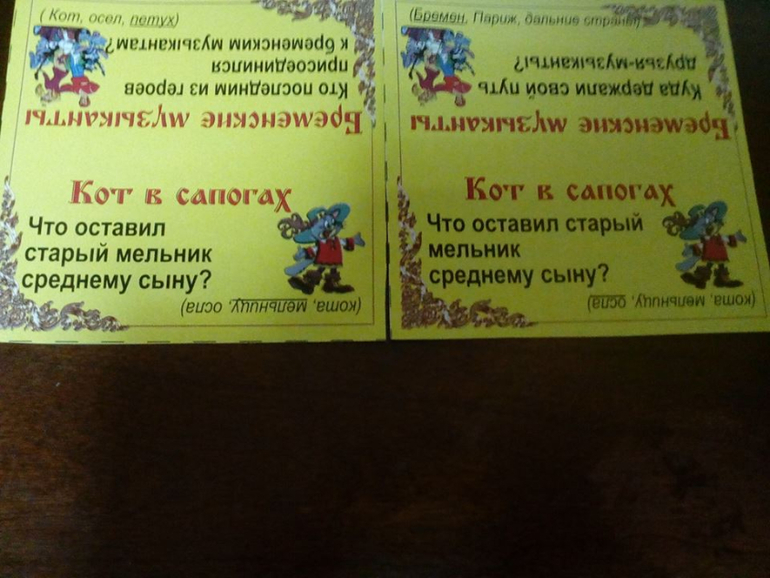 Бременские музыканты
Кто последним из героев
присоединился
к бременским музыкантам?
( Кот, осел, петух)
Кот в сапогах
Что оставил
старый мельник
среднему сыну?
(кота, мельницу, осла)
Бременские музыканты
Куда держали свой путь
друзья-музыканты?
(Бремен, Париж, дальние страны)
Кот в сапогах
Что оставил старый
мельник
среднему сыну?
(кота, мельницу, осла)